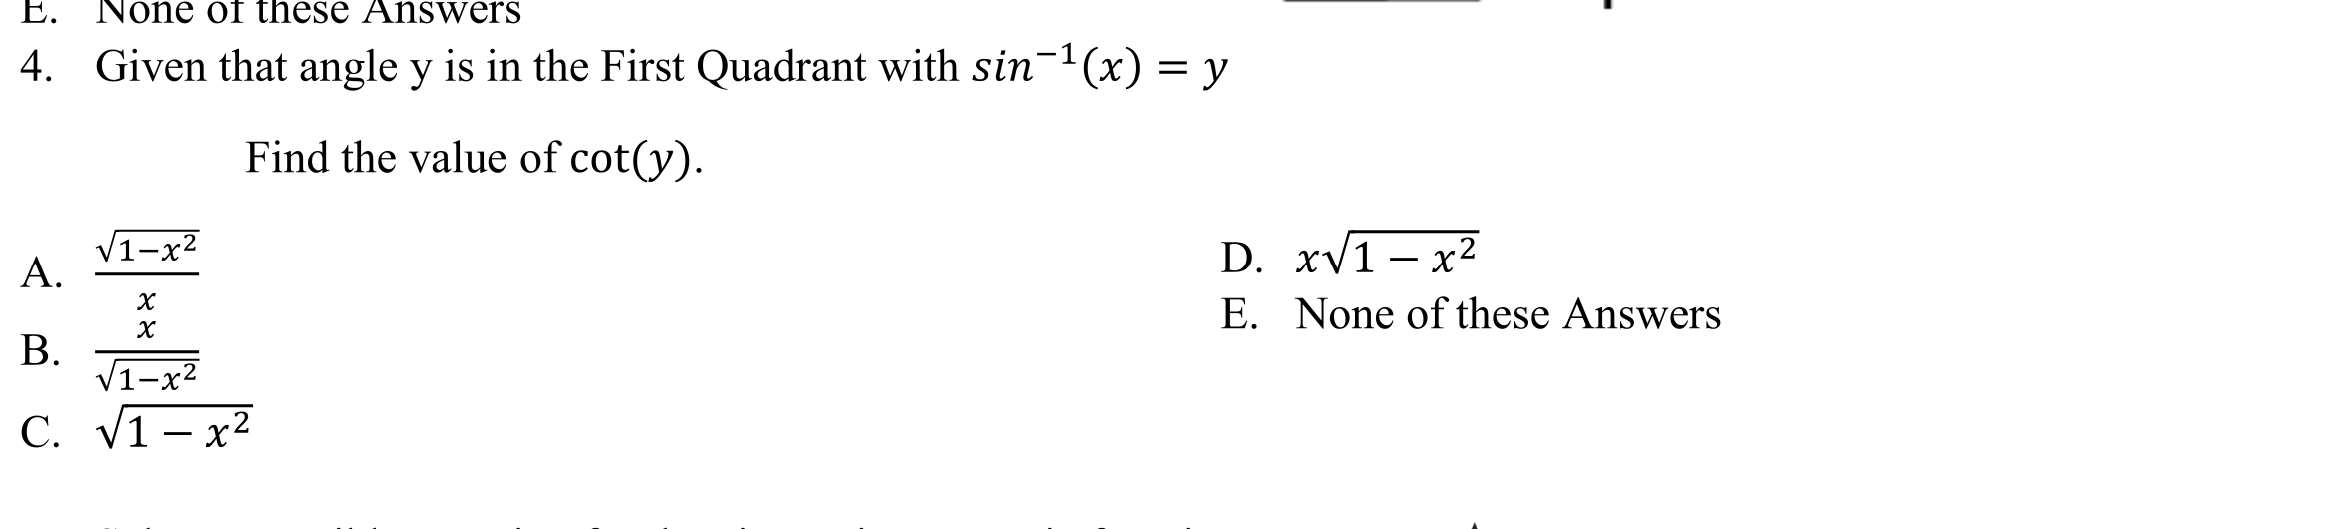 E. None of these Answers
4. Given that angle y is in the First Quadrant with sin⁻¹(x) = y
Find the value of cot(y).
A. √(1−x²)/x
B. x/√(1−x²)
C. √(1 − x²)
D. x√(1 − x²)
E. None of these Answers